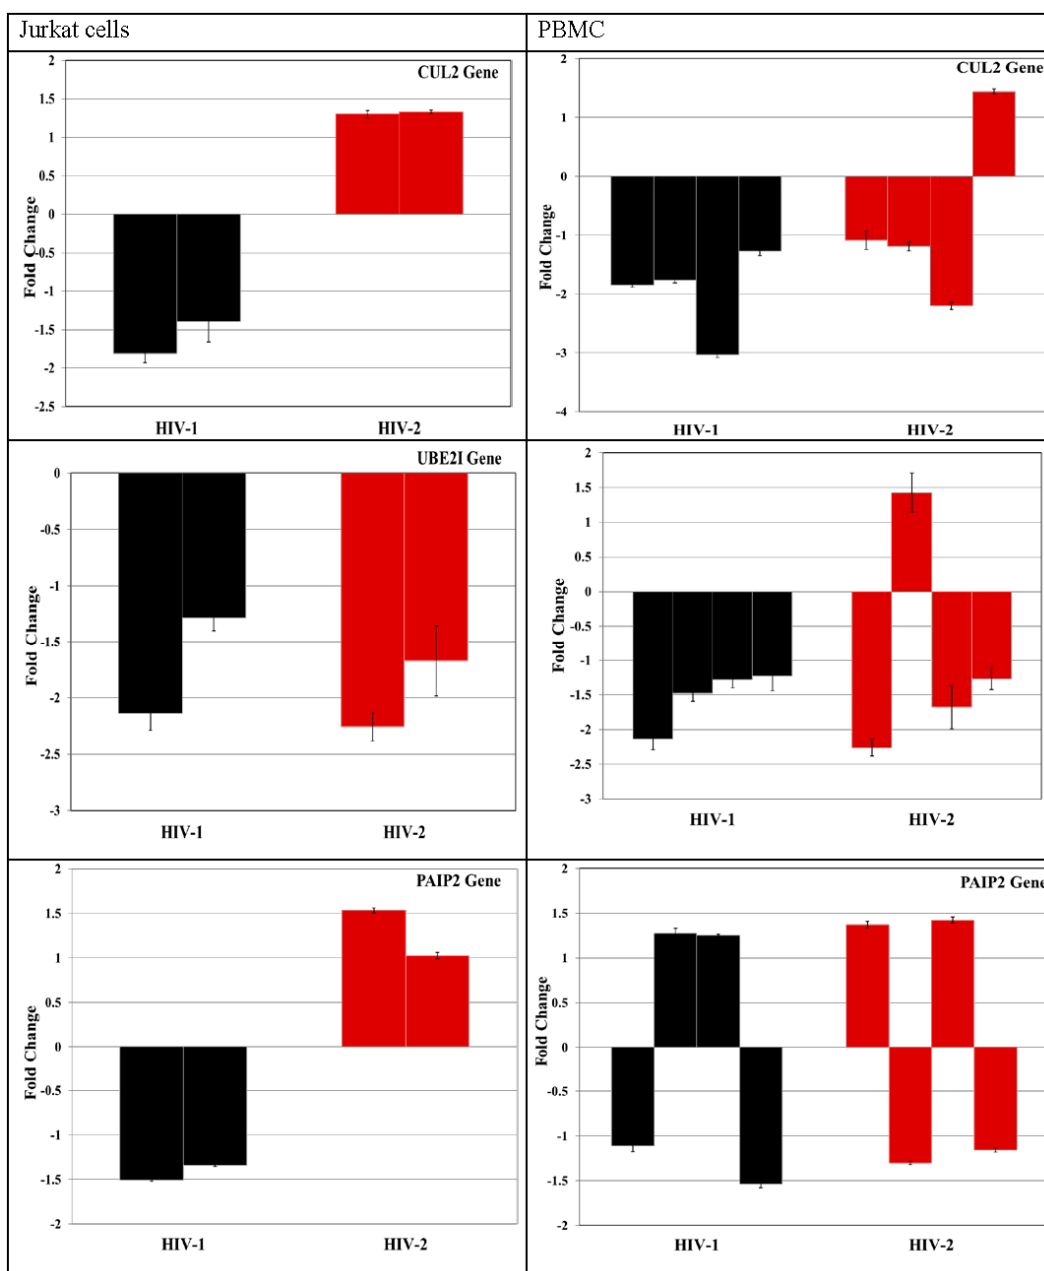 Jurkat cells
PBMC
CUL2 Gene
Fold Change
2
1.5
1
0.5
0
-0.5
-1
-1.5
-2
-2.5
HIV-1 HIV-2
CUL2 Gene
Fold Change
2
1
0
-1
-2
-3
-4
HIV-1 HIV-2
UBE2I Gene
Fold Change
0
-0.5
-1
-1.5
-2
-2.5
-3
HIV-1 HIV-2
Fold Change
2
1.5
1
0.5
0
-0.5
-1
-1.5
-2
-2.5
-3
HIV-1 HIV-2
PAIP2 Gene
Fold Change
2
1.5
1
0.5
0
-0.5
-1
-1.5
-2
HIV-1 HIV-2
PAIP2 Gene
Fold Change
2
1.5
1
0.5
0
-0.5
-1
-1.5
-2
HIV-1 HIV-2